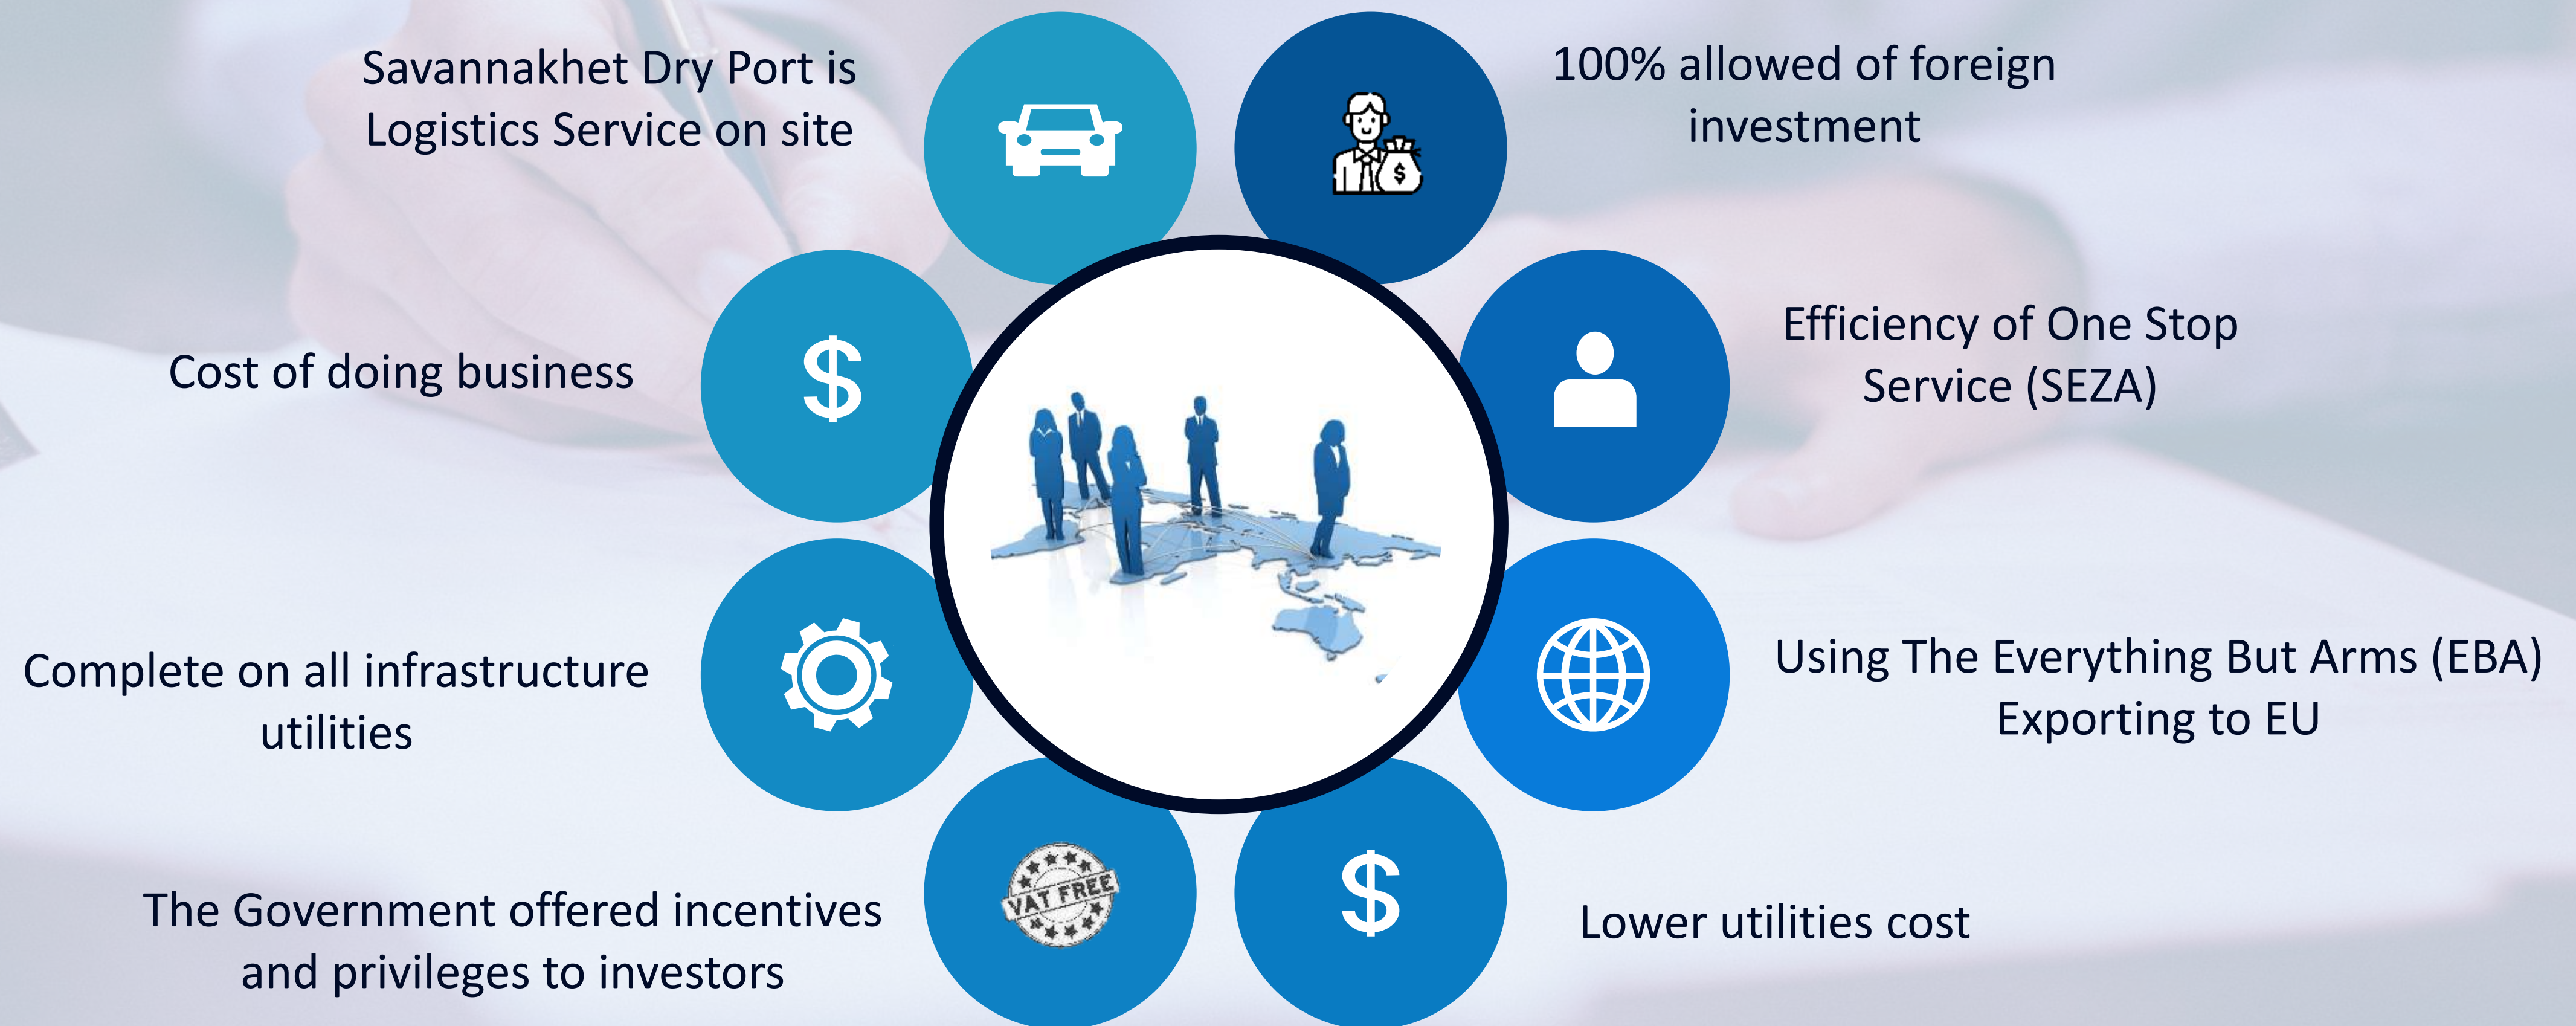 Savannakhet Dry Port is
Logistics Service on site
100% allowed of foreign
investment
Cost of doing business
Efficiency of One Stop
Service (SEZA)
Complete on all infrastructure
utilities
Using The Everything But Arms (EBA)
Exporting to EU
The Government offered incentives
and privileges to investors
VAT FREE
Lower utilities cost
$
$
$